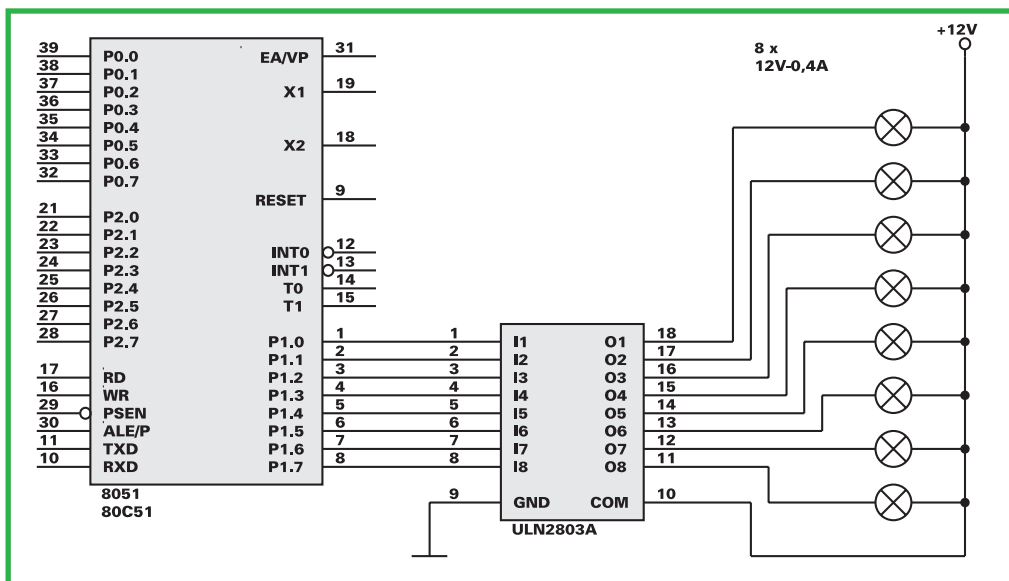 39 P0.0
38 P0.1
37 P0.2
36 P0.3
35 P0.4
34 P0.5
33 P0.6
32 P0.7
21 P2.0
22 P2.1
23 P2.2
24 P2.3
25 P2.4
26 P2.5
27 P2.6
28 P2.7
17 RD
16 WR
29 PSEN
30 ALE/P
11 TXD
10 RXD
EA/VP 31
X1 19
X2 18
RESET 9
INT0 12
INT1 13
T0 14
T1 15
P1.0 1
P1.1 2
P1.2 3
P1.3 4
P1.4 5
P1.5 6
P1.6 7
P1.7 8
8051
80C51
1 I1
2 I2
3 I3
4 I4
5 I5
6 I6
7 I7
8 I8
9 GND
O1 18
O2 17
O3 16
O4 15
O5 14
O6 13
O7 12
O8 11
COM 10
ULN2803A
8 x
12V-0,4A
+12V